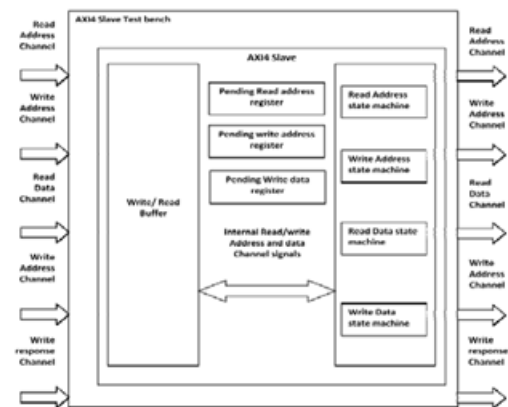 AXI4 Slave Test bench
AXI4 Slave
Read
Address
Channel
Write
Address
Channel
Read
Data
Channel
Write
Address
Channel
Write
response
Channel
Write/ Read
Buffer
Pending Read address
register
Pending write address
register
Pending Write data
register
Internal Read/write
Address and data
Channel signals
Read Address
state machine
Write Address
state machine
Read Data state
machine
Write Data
state machine
Read
Address
Channel
Write
Address
Channel
Read
Data
Channel
Write
Address
Channel
Write
response
Channel